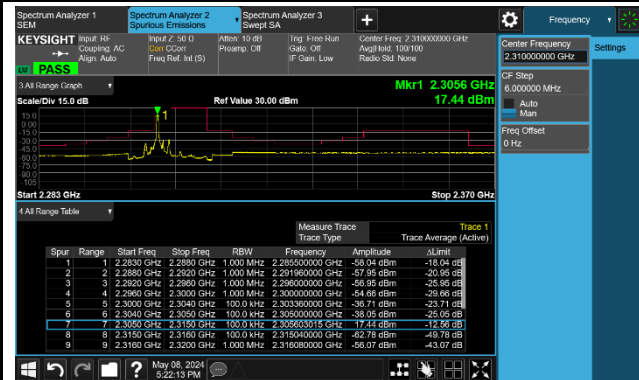 Spectrum Analyzer 1
SEM
Spectrum Analyzer 2
Spurious Emissions
Spectrum Analyzer 3
Swept SA
Frequency
KEYSIGHT
Input: RF
Coupling: AC
Align: Auto
Input Z: 50 Ω
Corr CCorr
Freq Ref: Int (S)
Atten: 10 dB
Preamp: Off
Trig: Free Run
Gate: Off
IF Gain: Low
Center Freq: 2.310000000 GHz
Avg|Hold: 100/100
Radio Std: None
PASS
Center Frequency
2.310000000 GHz
Settings
CF Step
6.000000 MHz
Auto
Man
Freq Offset
0 Hz
3 All Range Graph
Mkr1 2.3056 GHz
Scale/Div 15.0 dB
Ref Value 30.00 dBm
17.44 dBm
1
15.0
0.00
-15.0
-30.0
-45.0
-60.0
-75.0
-90.0
-105
Start 2.283 GHz
Stop 2.370 GHz
4 All Range Table
Measure Trace Trace 1
Trace Type Trace Average (Active)
Spur Range Start Freq Stop Freq RBW Frequency Amplitude ΔLimit
1 1 2.2830 GHz 2.2880 GHz 1.000 MHz 2.285500000 GHz -58.04 dBm -18.04 dB
2 2 2.2880 GHz 2.2920 GHz 1.000 MHz 2.291960000 GHz -57.95 dBm -20.95 dB
3 3 2.2920 GHz 2.2960 GHz 1.000 MHz 2.296000000 GHz -56.95 dBm -25.95 dB
4 4 2.2960 GHz 2.3000 GHz 1.000 MHz 2.300000000 GHz -54.66 dBm -29.66 dB
5 5 2.3000 GHz 2.3040 GHz 100.0 kHz 2.303360000 GHz -36.71 dBm -23.71 dB
6 6 2.3040 GHz 2.3050 GHz 100.0 kHz 2.305000000 GHz -38.05 dBm -25.05 dB
7 7 2.3050 GHz 2.3150 GHz 100.0 kHz 2.305603015 GHz 17.44 dBm -12.56 dB
8 8 2.3150 GHz 2.3160 GHz 100.0 kHz 2.315040000 GHz -62.78 dBm -49.78 dB
9 9 2.3160 GHz 2.3200 GHz 1.000 MHz 2.316080000 GHz -56.07 dBm -43.07 dB
May 08, 2024
5:22:13 PM